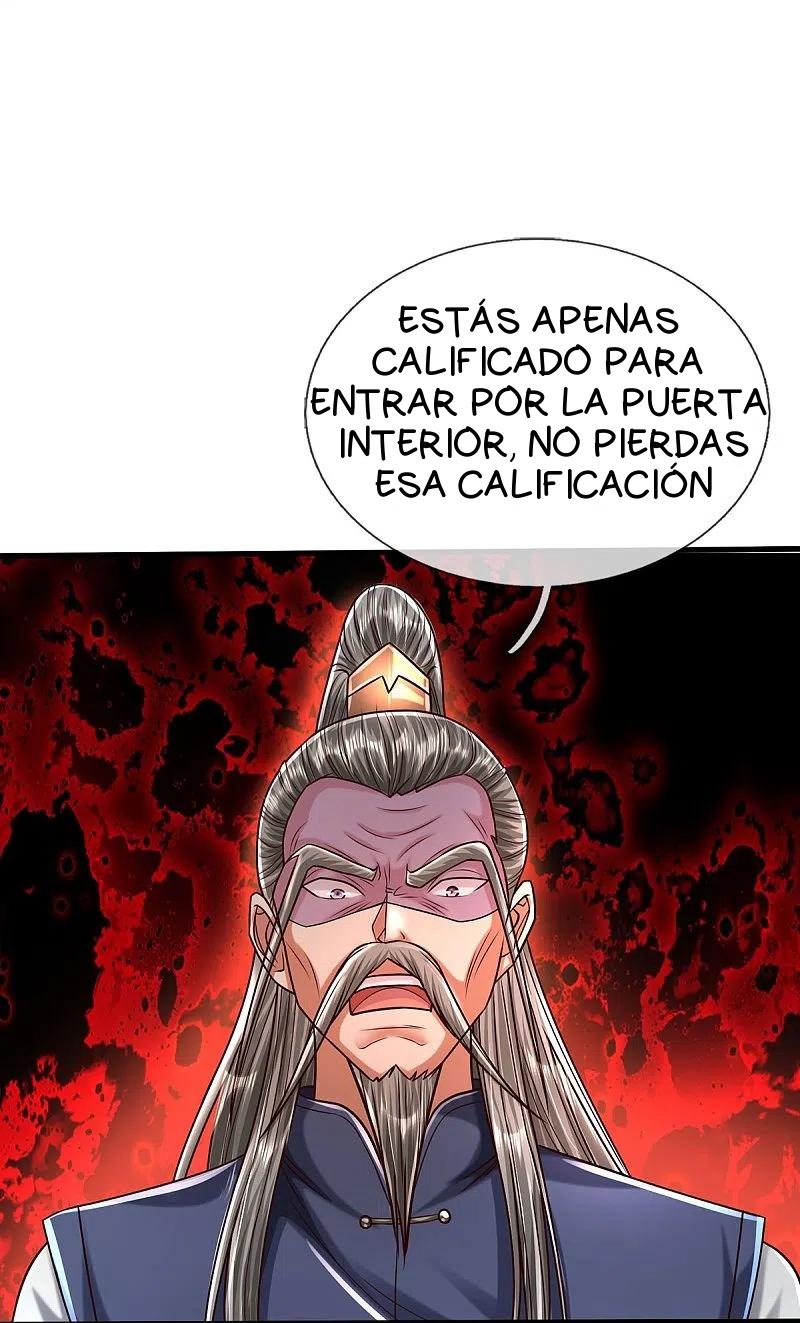 ESTÁS APENAS
CALIFICADO PARA
ENTRAR POR LA PUERTA
INTERIOR, NO PIERDAS
ESA CALIFICACIÓN